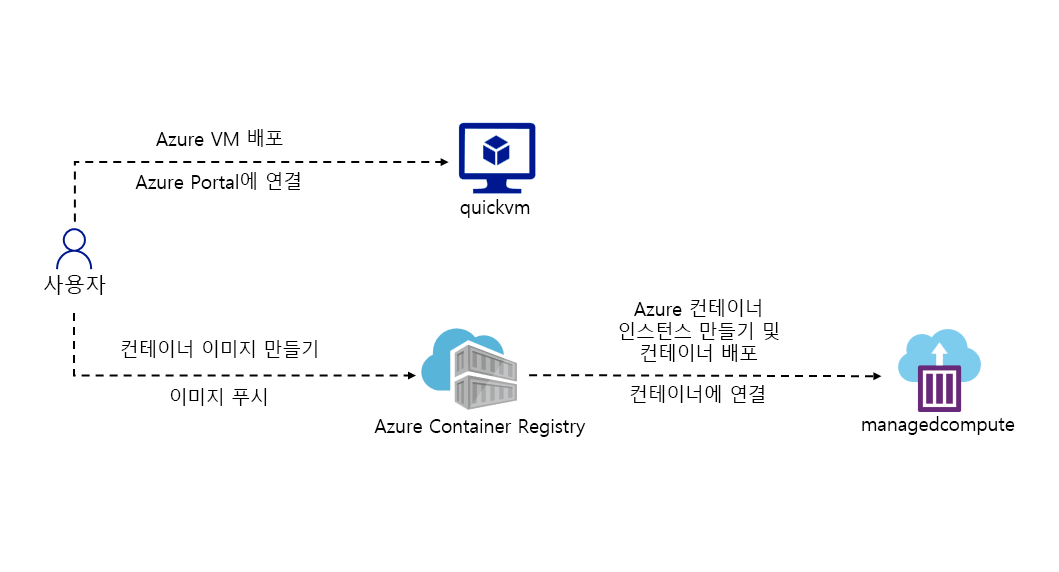 Azure VM 배포
Azure Portal에 연결
quickvm
사용자
컨테이너 이미지 만들기
이미지 푸시
Azure Container Registry
Azure 컨테이너
인스턴스 만들기 및
컨테이너 배포
컨테이너에 연결
managedcompute